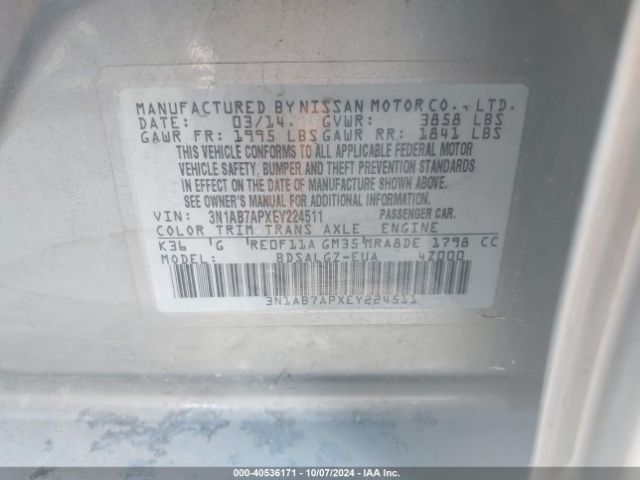 MANUFACTURED BY NISSAN MOTOR CO., LTD.
DATE: 03/14. GVWR: 3858 LBS
GAWR FR: 1995 LBS GAWR RR: 1841 LBS
THIS VEHICLE CONFORMS TO ALL APPLICABLE FEDERAL MOTOR
VEHICLE SAFETY, BUMPER AND THEFT PREVENTION STANDARDS
IN EFFECT ON THE DATE OF MANUFACTURE SHOWN ABOVE.
SEE OWNER'S MANUAL FOR ADDITIONAL INFORMATION
VIN: 3N1AB7APXEY224511 PASSENGER CAR.
COLOR TRIM TRANS AXLE ENGINE
K36 G RE0F11A GM35 MRA8DE 1798 CC
MODEL: BDSALGZ-EUA 4Z000
3N1AB7APXEY224511
000-40536171 | 10/07/2024 | IAA Inc.